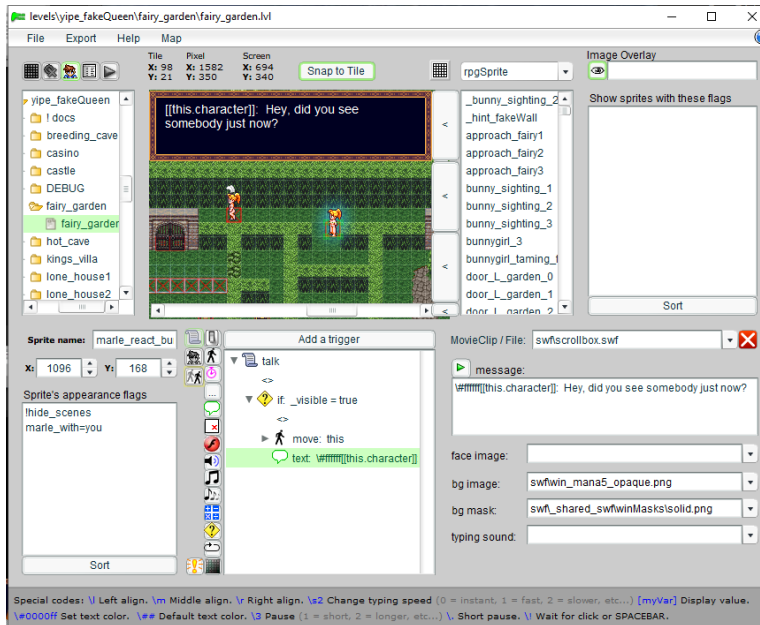 levels\yipe_fakeQueen\fairy_garden\fairy_garden.lvl
File Export Help Map
Tile Pixel Screen
X: 98 X: 1582 X: 694
Y: 21 Y: 350 Y: 340
Snap to Tile
rpgSprite
Image Overlay
yipe_fakeQueen
! docs
breeding_cave
casino
castle
DEBUG
fairy_garden
fairy_garden
hot_cave
kings_villa
lone_house1
lone_house2
[[this.character]]: Hey, did you see
somebody just now?
<
<
<
_bunny_sighting_2
_hint_fakeWall
approach_fairy1
approach_fairy2
approach_fairy3
bunny_sighting_1
bunny_sighting_2
bunny_sighting_3
bunnygirl_3
bunnygirl_taming_f
door_L_garden_0
door_L_garden_1
door_L_garden_2
Show sprites with these flags
Sort
Sprite name: marle_react_bu
X: 1096 Y: 168
Sprite's appearance flags
!hide_scenes
marle_with=you
Sort
Add a trigger
talk
<>
if: _visible = true
<>
move: this
text: \#ffffff[[this.character]]
MovieClip / File: swf\scrollbox.swf
message:
\#ffffff[[this.character]]: Hey, did you see somebody just now?
face image:
bg image: swf\win_mana5_opaque.png
bg mask: swf\_shared_swf\winMasks\solid.png
typing sound:
Special codes: \l Left align. \m Middle align. \r Right align. \s2 Change typing speed (0 = instant, 1 = fast, 2 = slower, etc...) [myVar] Display value.
\#0000ff Set text color. \## Default text color. \3 Pause (1 = short, 2 = longer, etc...) \. Short pause. \! Wait for click or SPACEBAR.